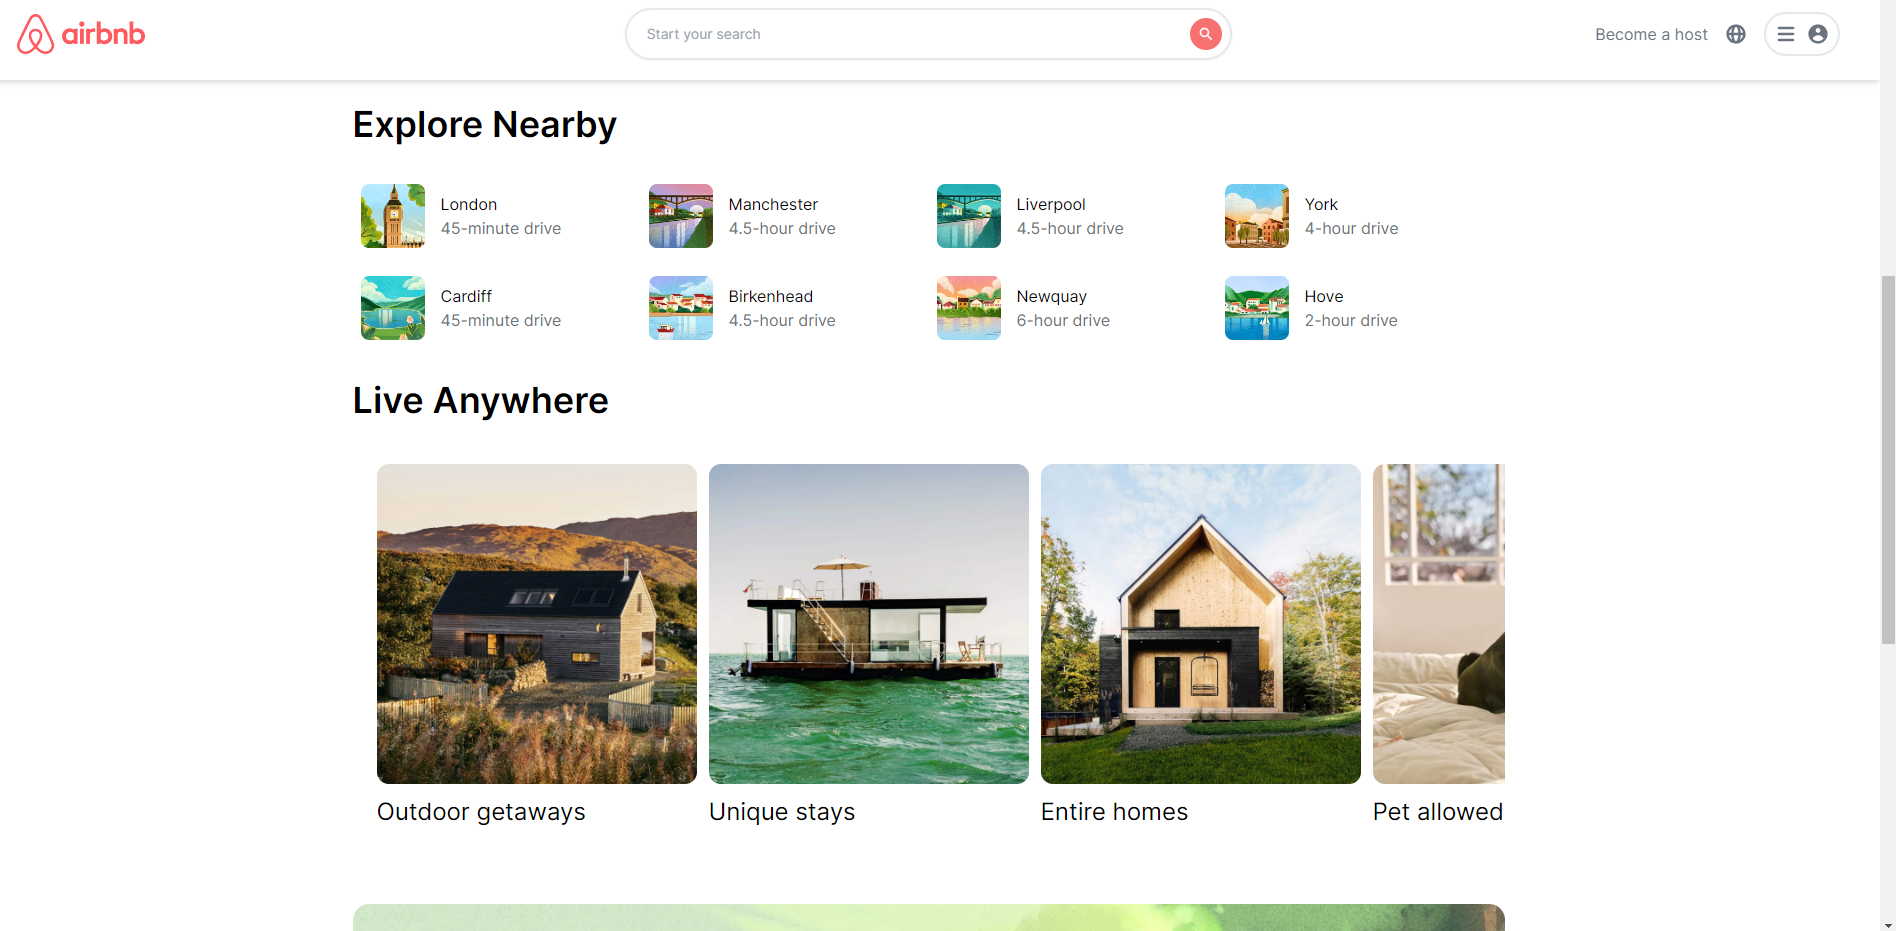 airbnb
Start your search
Become a host
Explore Nearby
London
45-minute drive
Manchester
4.5-hour drive
Liverpool
4.5-hour drive
York
4-hour drive
Cardiff
45-minute drive
Birkenhead
4.5-hour drive
Newquay
6-hour drive
Hove
2-hour drive
Live Anywhere
Outdoor getaways
Unique stays
Entire homes
Pet allowed